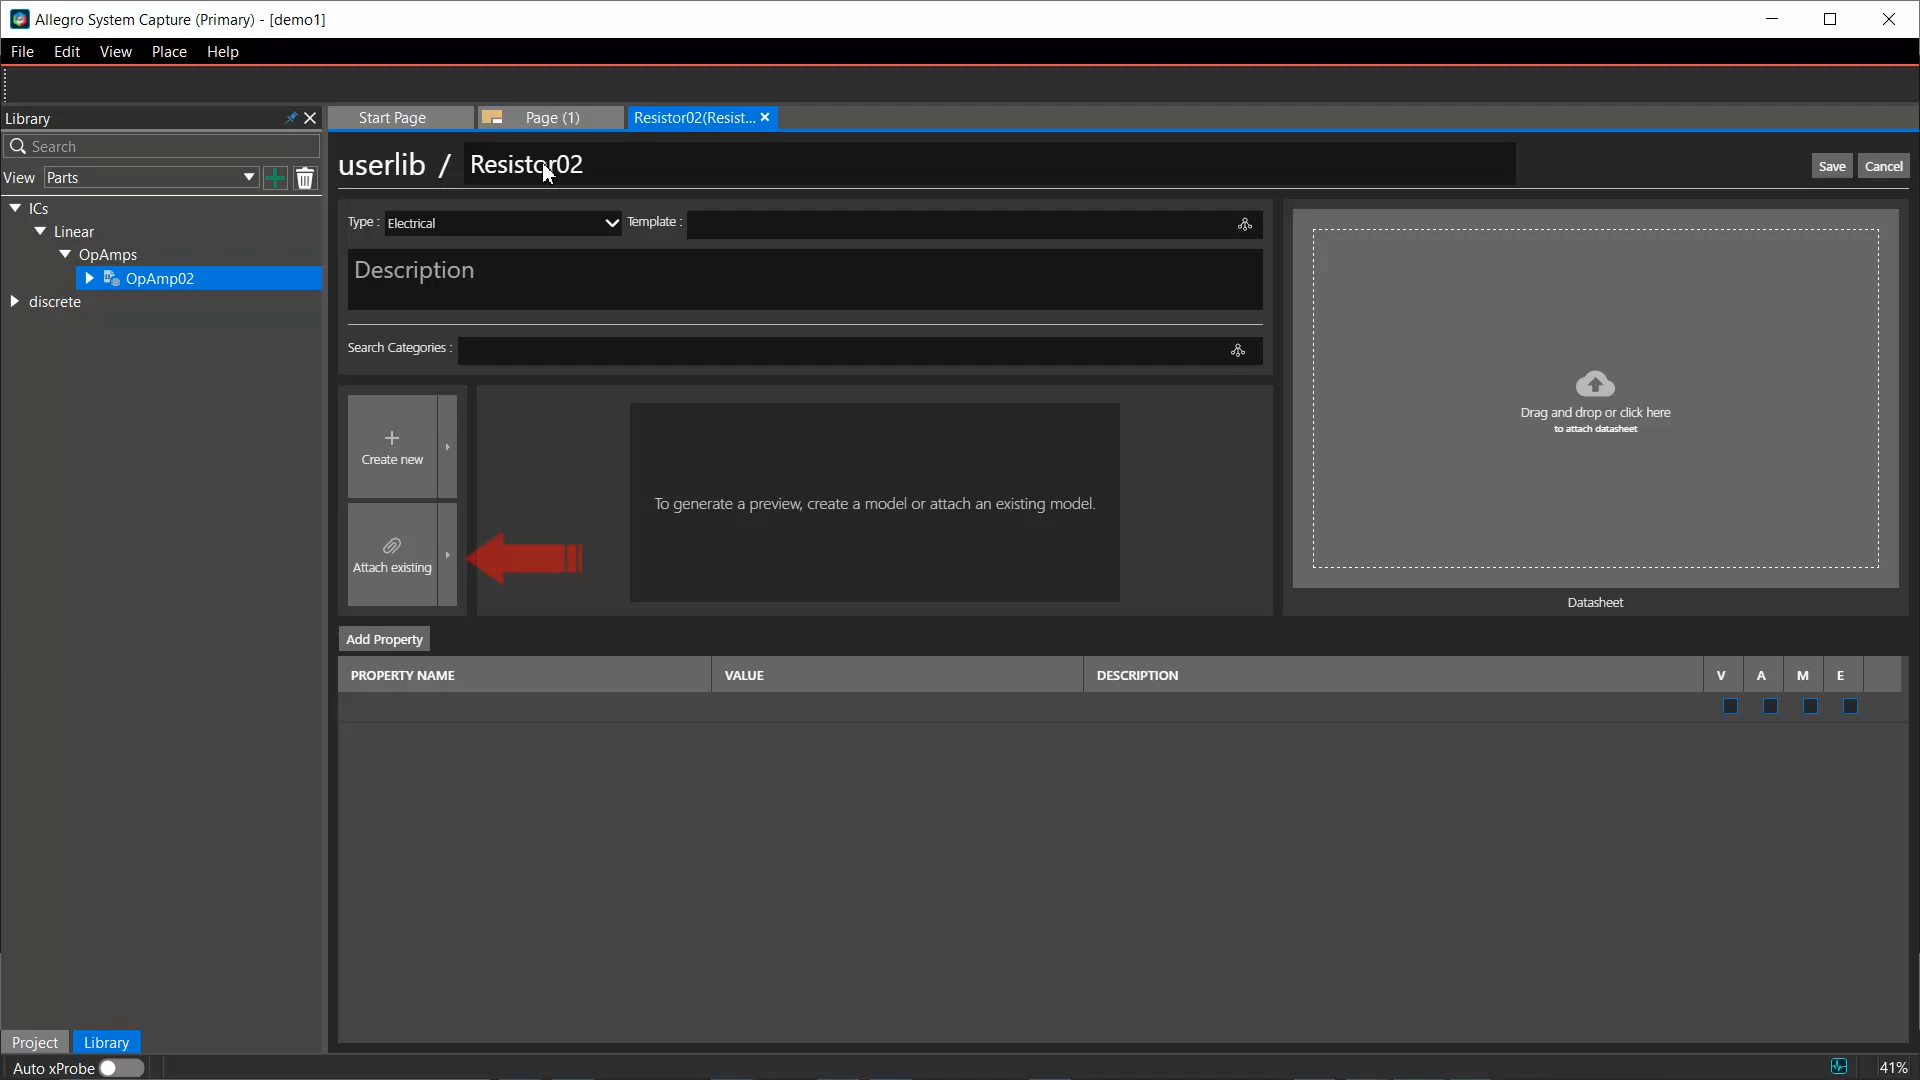 Allegro System Capture (Primary) - [demo1]
File Edit View Place Help
Library
Search
View Parts
ICs
Linear
OpAmps
OpAmp02
discrete
Start Page Page (1) Resistor02(Resist...
userlib / Resistor02
Save Cancel
Type : Electrical Template :
Description
Search Categories :
Create new
Attach existing
To generate a preview, create a model or attach an existing model.
Drag and drop or click here
to attach datasheet
Datasheet
Add Property
PROPERTY NAME VALUE DESCRIPTION V A M E
Project Library
Auto xProbe 41%